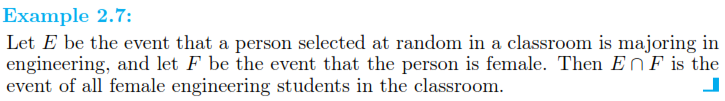 Example 2.7:
Let E be the event that a person selected at random in a classroom is majoring in
engineering, and let F be the event that the person is female. Then E ∩ F is the
event of all female engineering students in the classroom.